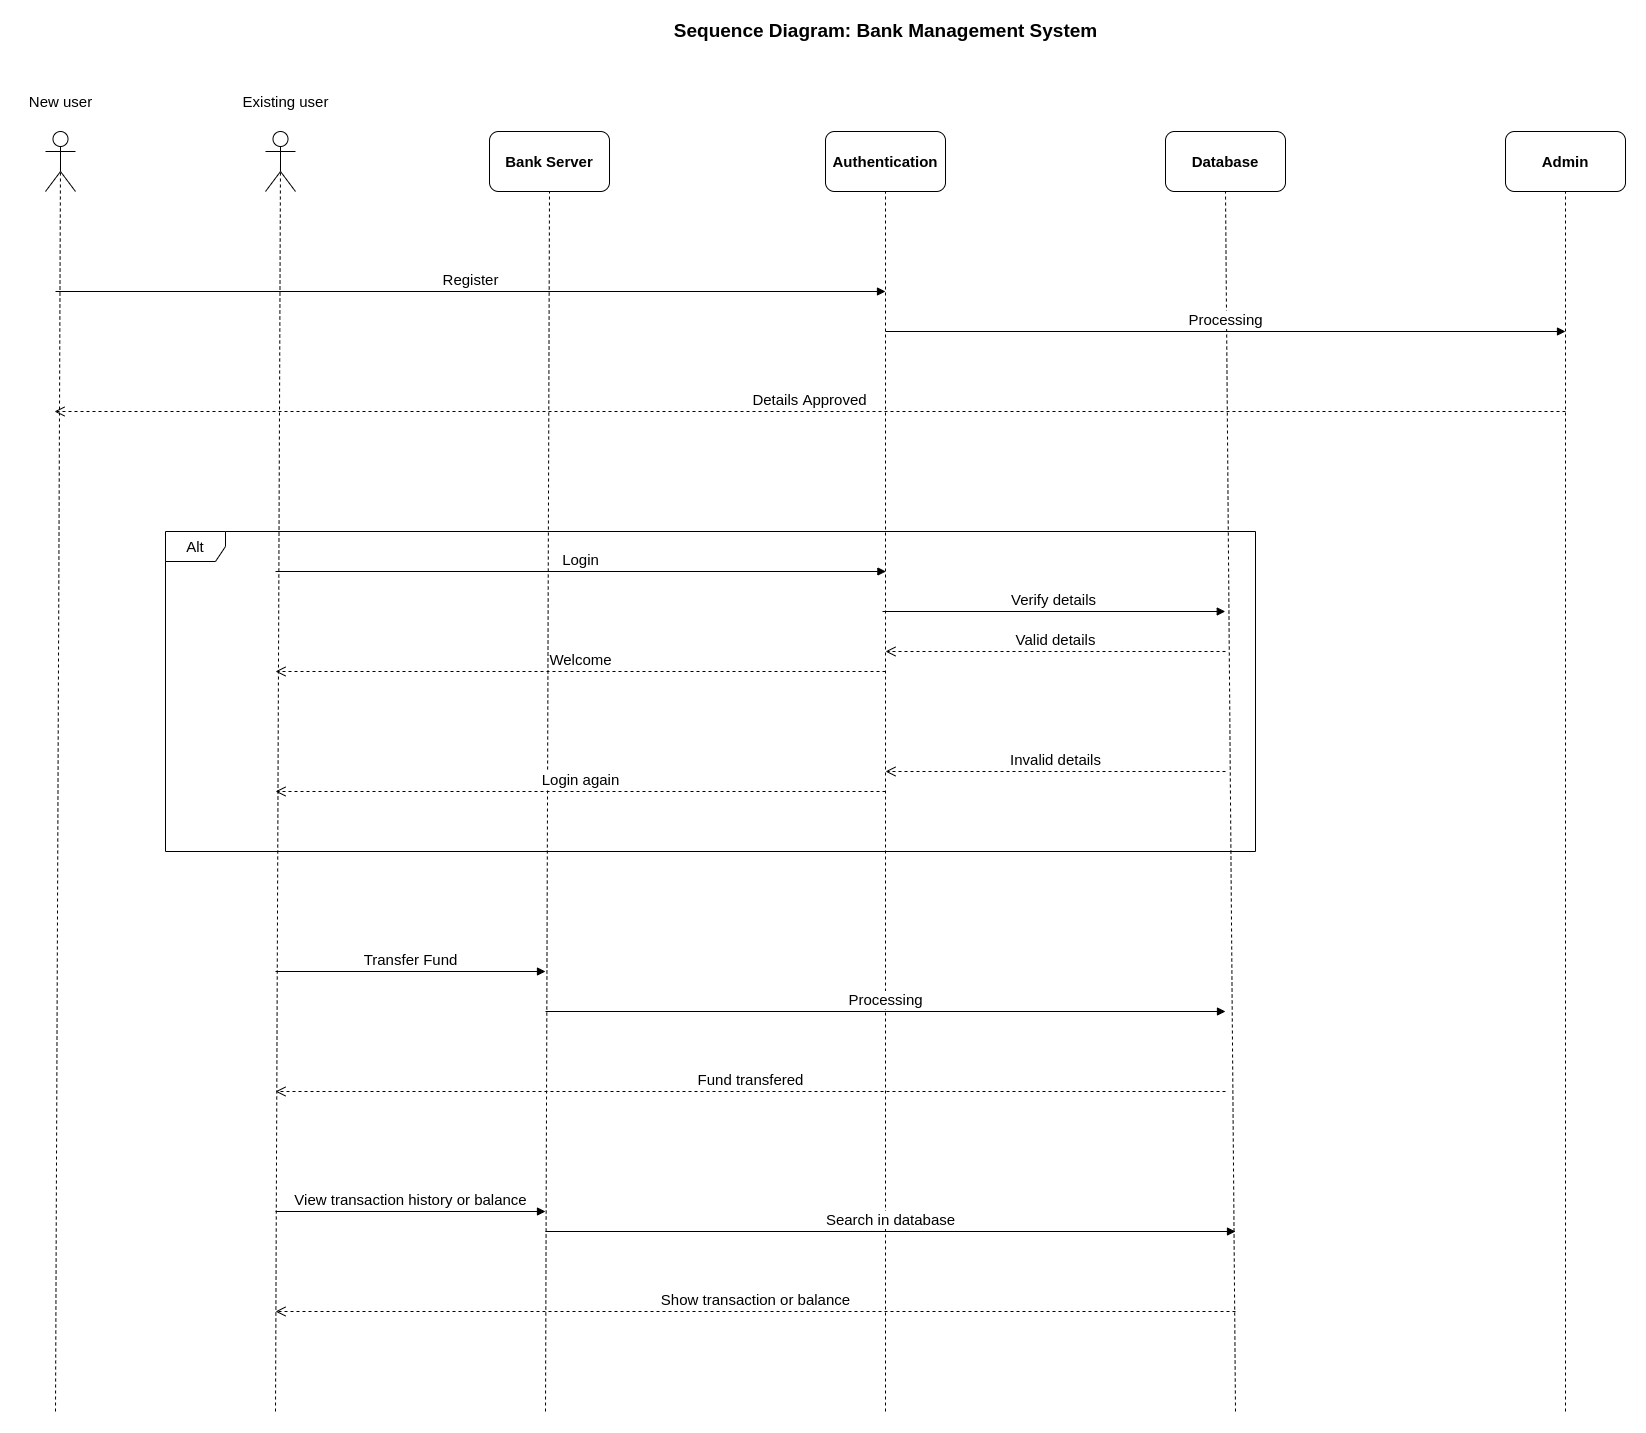 Sequence Diagram: Bank Management System
New user
Existing user
Bank Server
Authentication
Database
Admin
Register
Processing
Details Approved
Alt
Login
Verify details
Valid details
Welcome
Invalid details
Login again
Transfer Fund
Processing
Fund transfered
View transaction history or balance
Search in database
Show transaction or balance